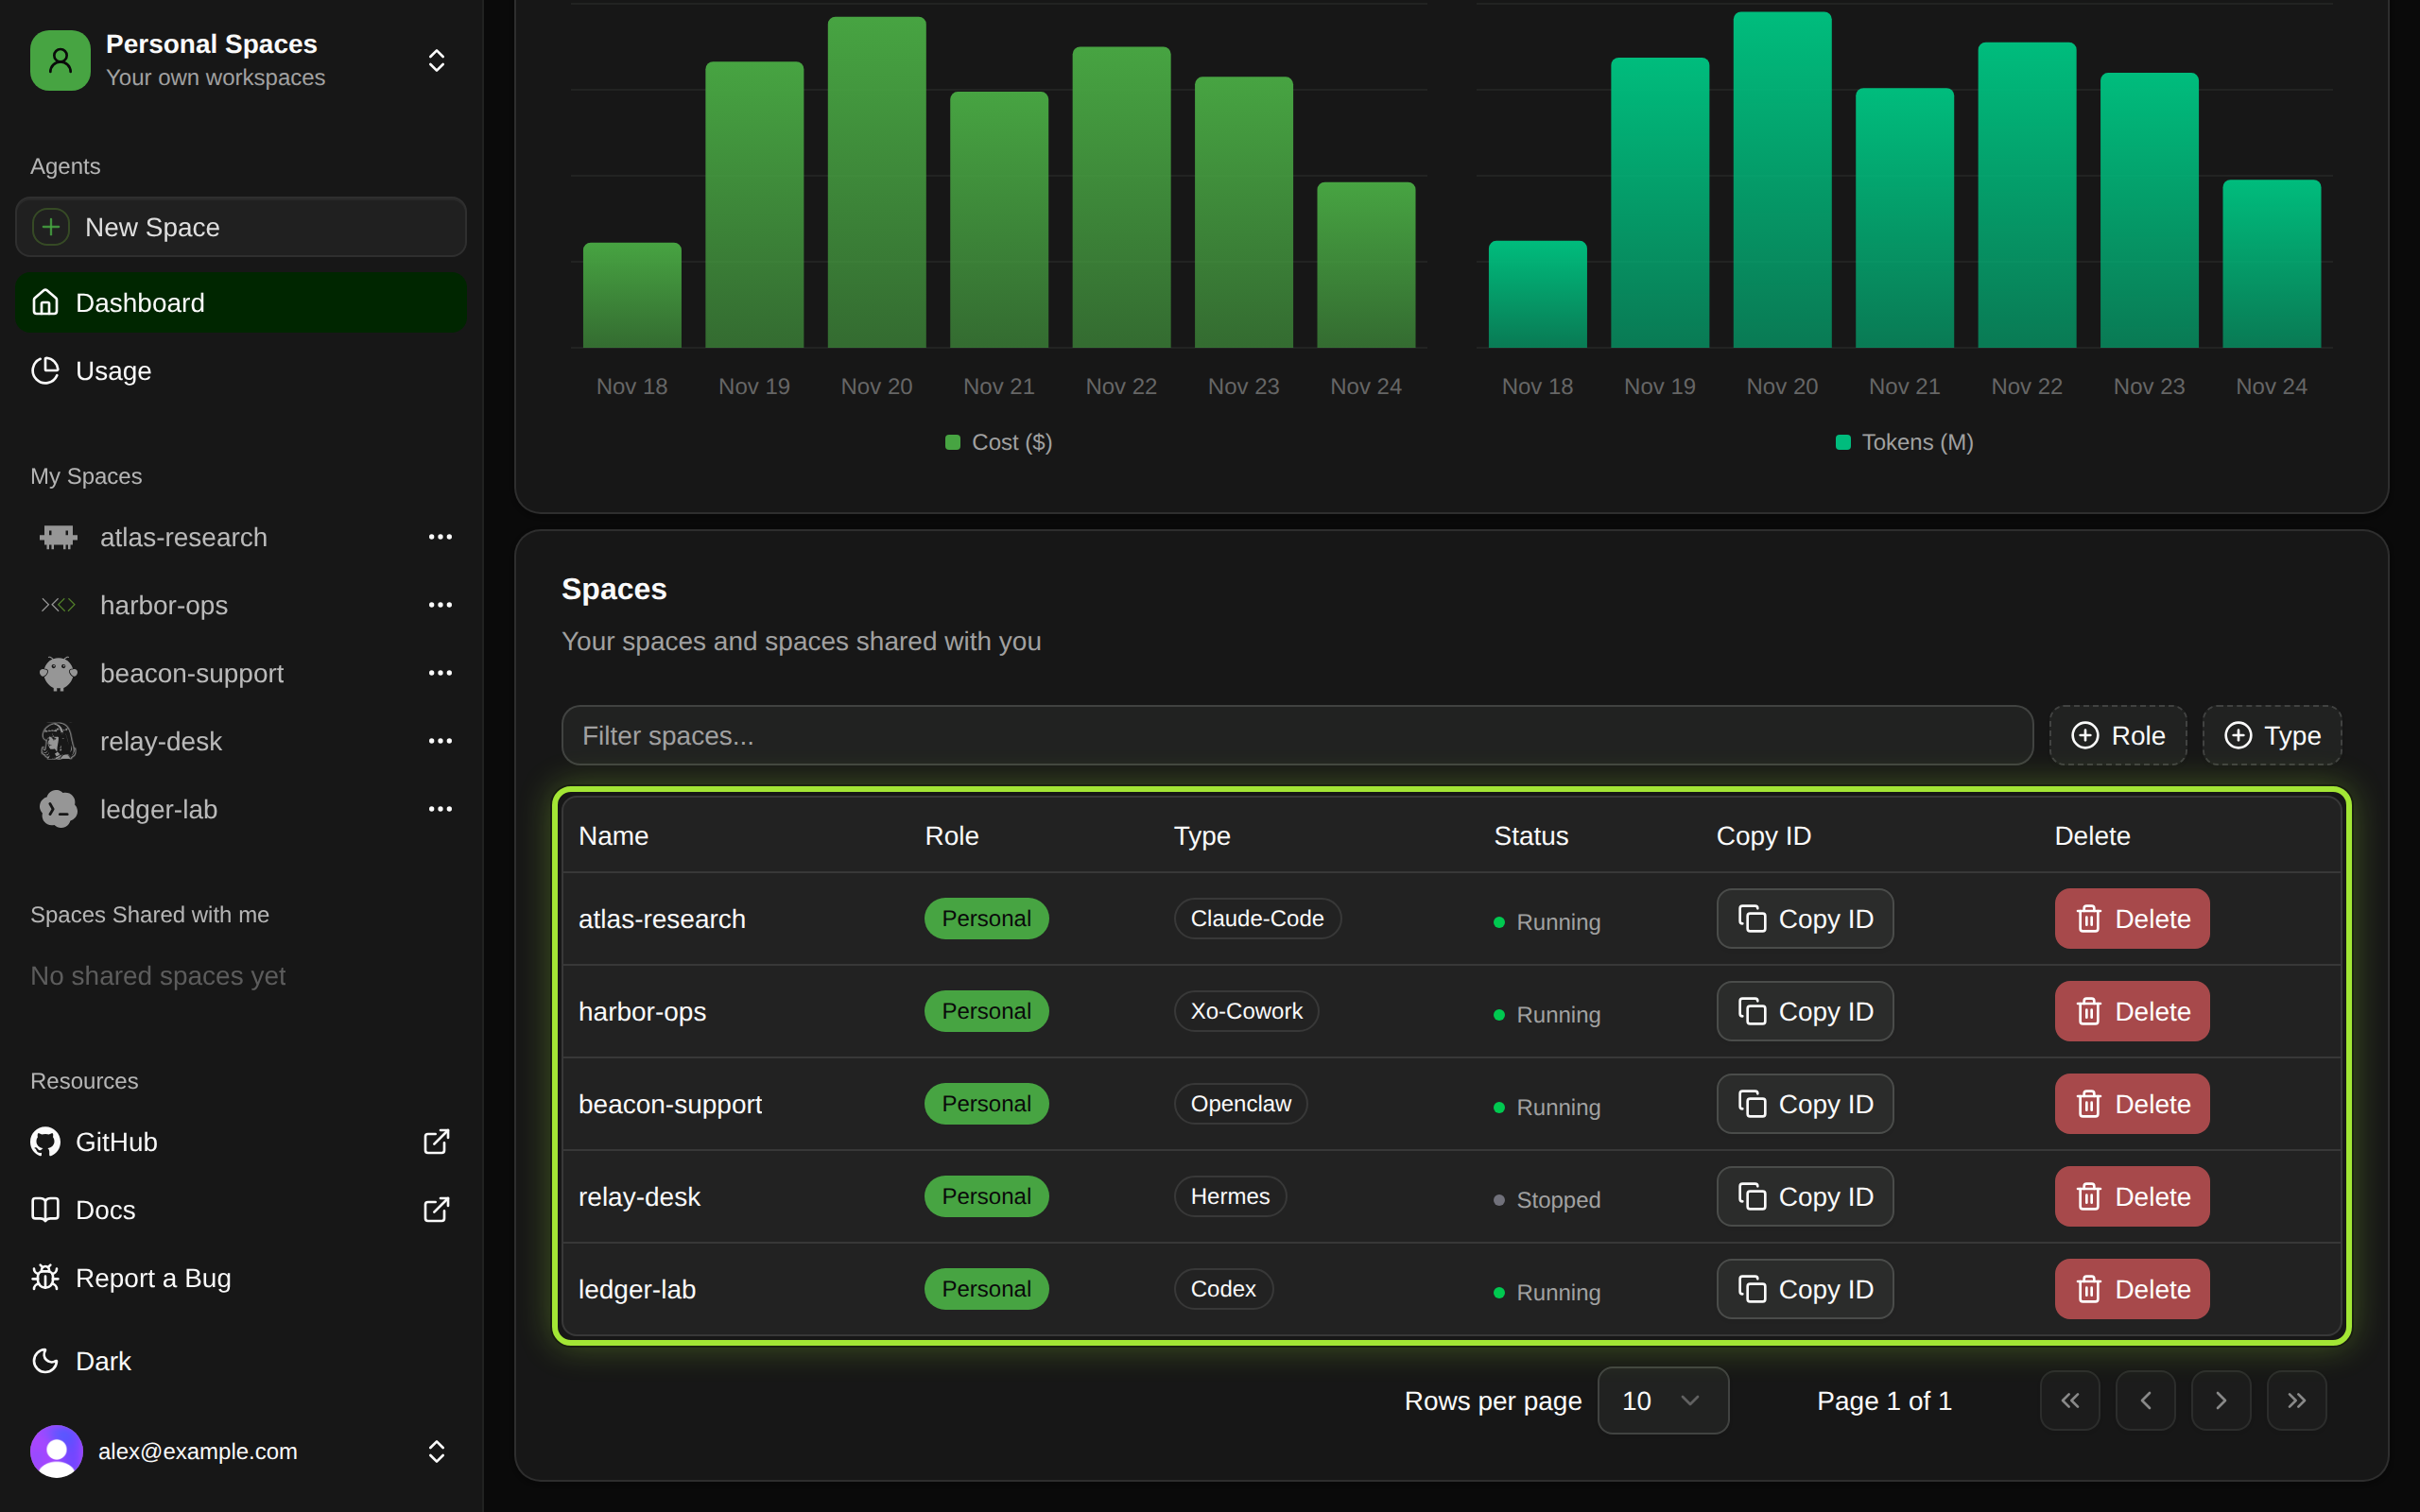 Personal Spaces
Your own workspaces
Agents
New Space
Dashboard
Usage
My Spaces
atlas-research
harbor-ops
beacon-support
relay-desk
ledger-lab
Spaces Shared with me
No shared spaces yet
Resources
GitHub
Docs
Report a Bug
Dark
alex@example.com
Nov 18 Nov 19 Nov 20 Nov 21 Nov 22 Nov 23 Nov 24
Cost ($)
Nov 18 Nov 19 Nov 20 Nov 21 Nov 22 Nov 23 Nov 24
Tokens (M)
Spaces
Your spaces and spaces shared with you
Filter spaces... Role Type
Name Role Type Status Copy ID Delete
atlas-research Personal Claude-Code Running Copy ID Delete
harbor-ops Personal Xo-Cowork Running Copy ID Delete
beacon-support Personal Openclaw Running Copy ID Delete
relay-desk Personal Hermes Stopped Copy ID Delete
ledger-lab Personal Codex Running Copy ID Delete
Rows per page 10 Page 1 of 1